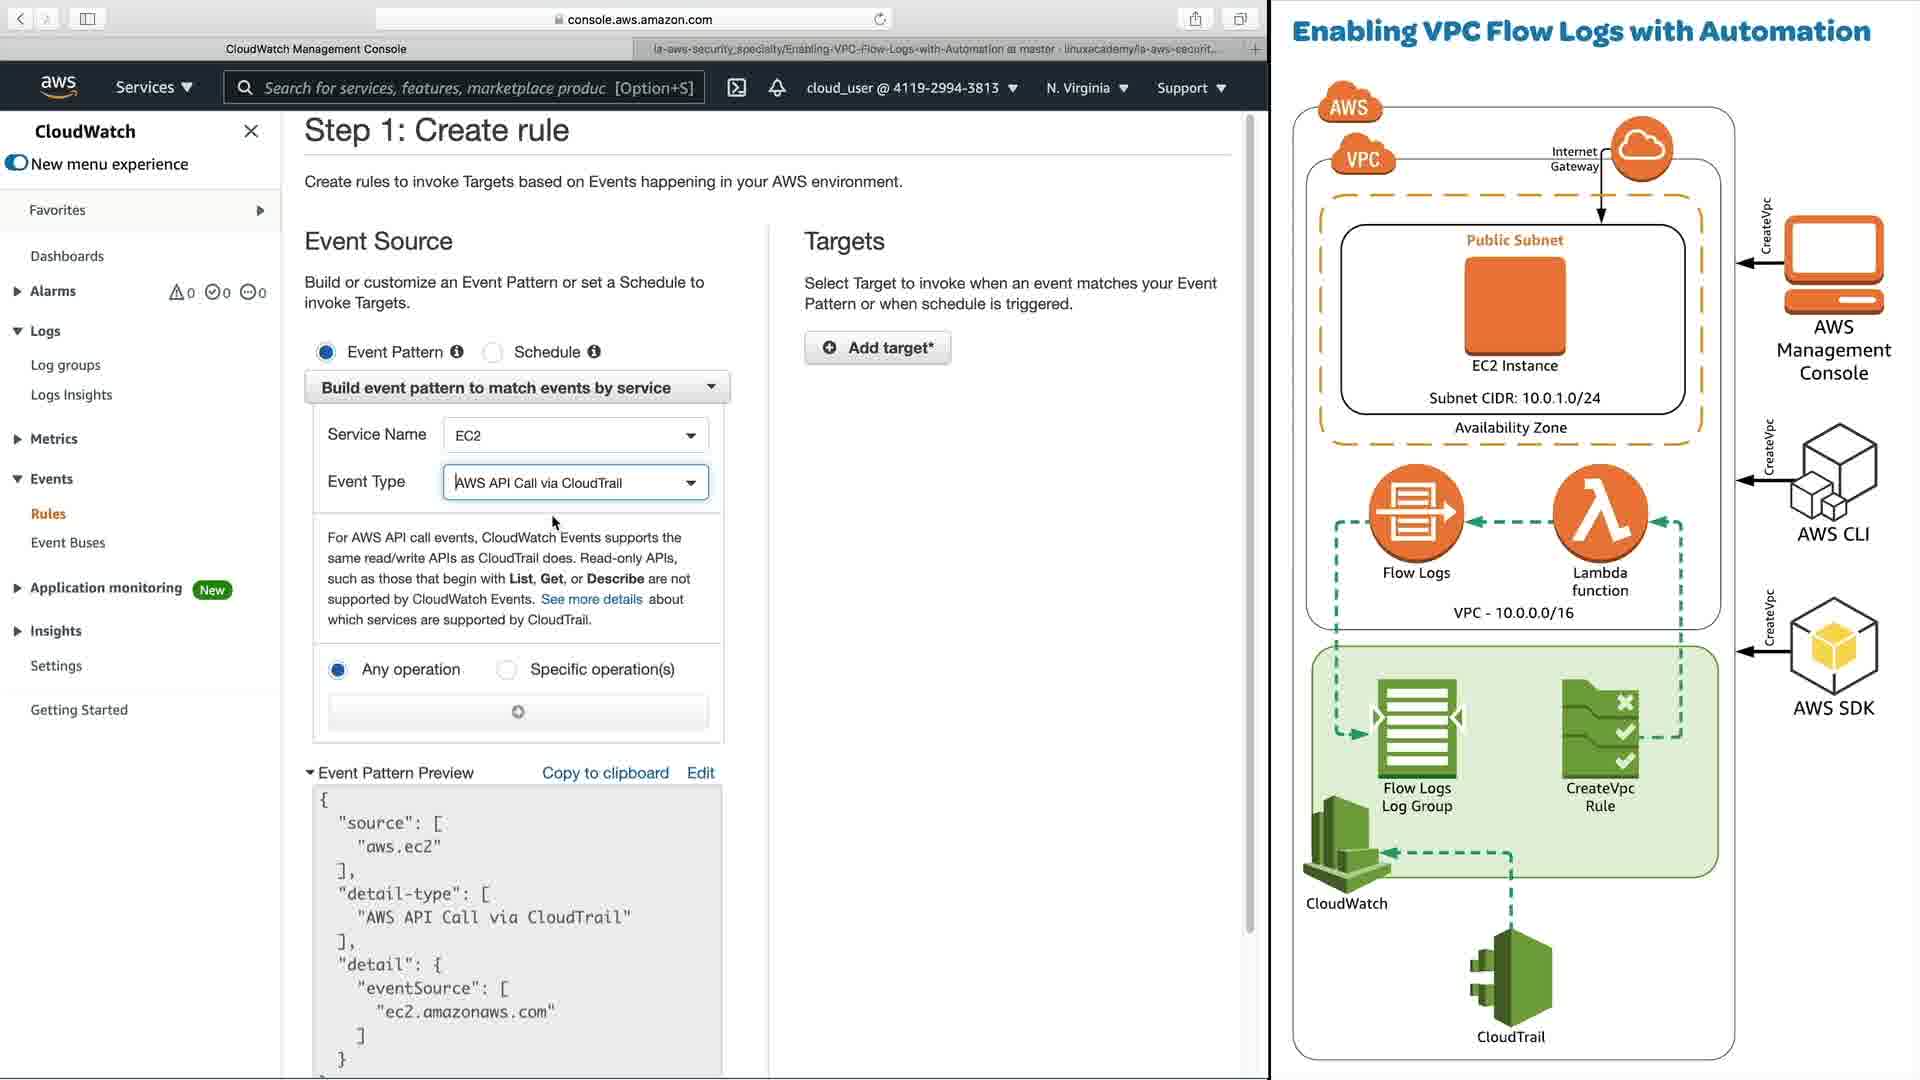 console.aws.amazon.com
CloudWatch Management Console
la-aws-security_specialty/Enabling-VPC-Flow-Logs-with-Automation at master · linuxacademy/la-aws-securit...
aws
Services
Search for services, features, marketplace produc [Option+S]
cloud_user @ 4119-2994-3813
N. Virginia
Support
CloudWatch
New menu experience
Favorites
Dashboards
Alarms
0
0
0
Logs
Log groups
Logs Insights
Metrics
Events
Rules
Event Buses
Application monitoring
New
Insights
Settings
Getting Started
Step 1: Create rule
Create rules to invoke Targets based on Events happening in your AWS environment.
Event Source
Build or customize an Event Pattern or set a Schedule to
invoke Targets.
Event Pattern
Schedule
Build event pattern to match events by service
Service Name
EC2
Event Type
AWS API Call via CloudTrail
For AWS API call events, CloudWatch Events supports the
same read/write APIs as CloudTrail does. Read-only APIs,
such as those that begin with List, Get, or Describe are not
supported by CloudWatch Events. See more details about
which services are supported by CloudTrail.
Any operation
Specific operation(s)
Event Pattern Preview
Copy to clipboard
Edit
{
"source": [
"aws.ec2"
],
"detail-type": [
"AWS API Call via CloudTrail"
],
"detail": {
"eventSource": [
"ec2.amazonaws.com"
]
}
Targets
Select Target to invoke when an event matches your Event
Pattern or when schedule is triggered.
Add target*
Enabling VPC Flow Logs with Automation
AWS
VPC
Internet
Gateway
Public Subnet
EC2 Instance
Subnet CIDR: 10.0.1.0/24
Availability Zone
Flow Logs
Lambda
function
VPC - 10.0.0.0/16
Flow Logs
Log Group
CreateVpc
Rule
CloudWatch
CloudTrail
CreateVpc
AWS
Management
Console
CreateVpc
AWS CLI
CreateVpc
AWS SDK